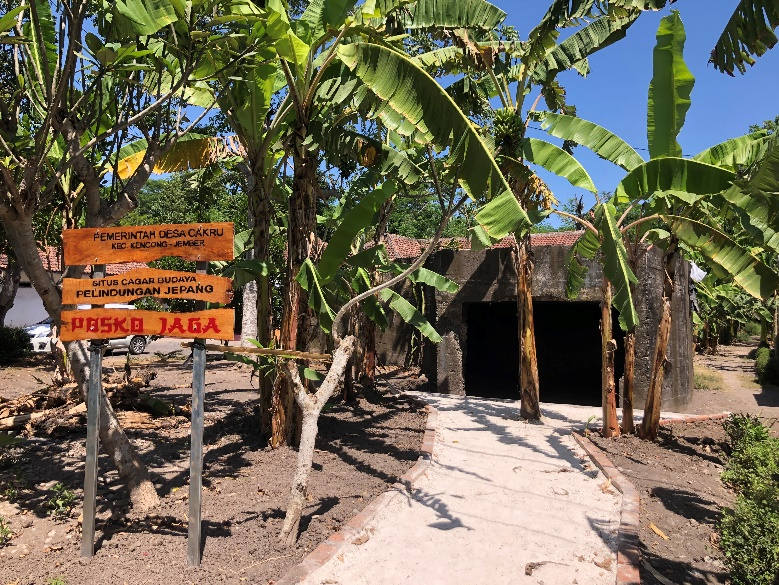 PEMERINTAH DESA CAKRU
KEC KENCONG - JEMBER
SITUS CAGAR BUDAYA
PELINDUNGAN JEPANG
POSKO JAGA